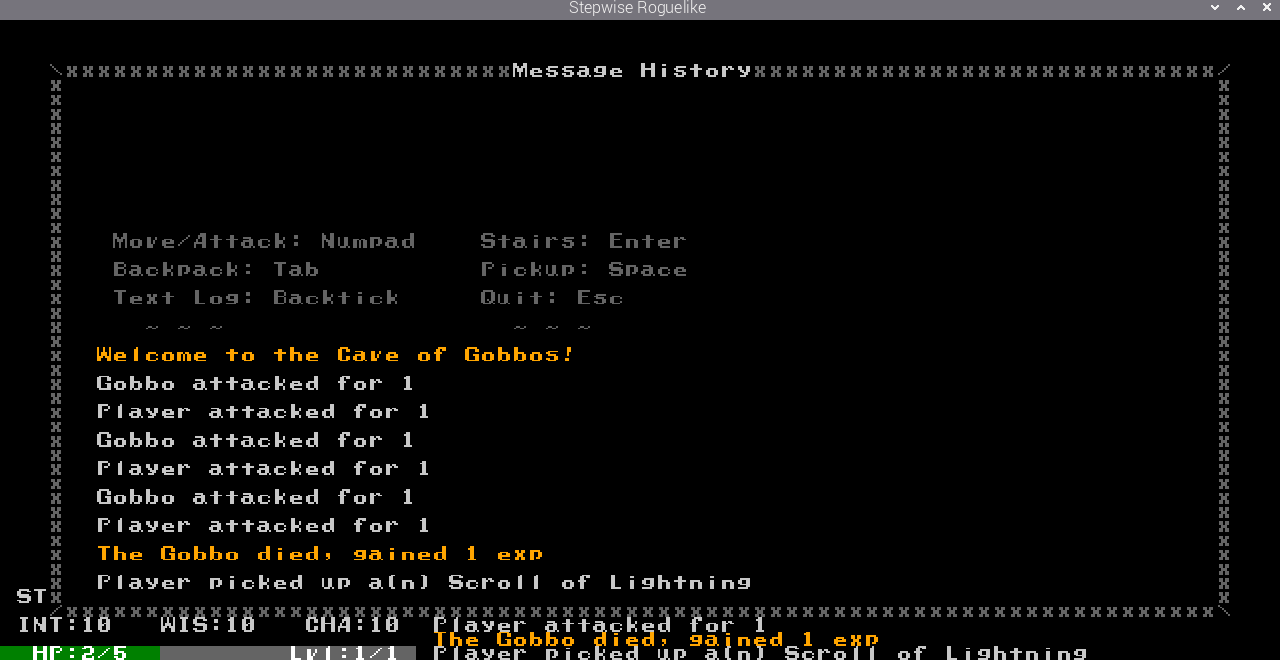 Stepwise Roguelike
Message History
Move/Attack: Numpad    Stairs: Enter
Backpack: Tab    Pickup: Space
Text Log: Backtick    Quit: Esc
~ ~ ~    ~ ~ ~
Welcome to the Cave of Gobbos!
Gobbo attacked for 1
Player attacked for 1
Gobbo attacked for 1
Player attacked for 1
Gobbo attacked for 1
Player attacked for 1
The Gobbo died, gained 1 exp
Player picked up a(n) Scroll of Lightning
ST
INT:10    WIS:10    CHA:10    Player attacked for 1
The Gobbo died, gained 1 exp
HP:2/5    Lvl:1/1    Player picked up a(n) Scroll of Lightning